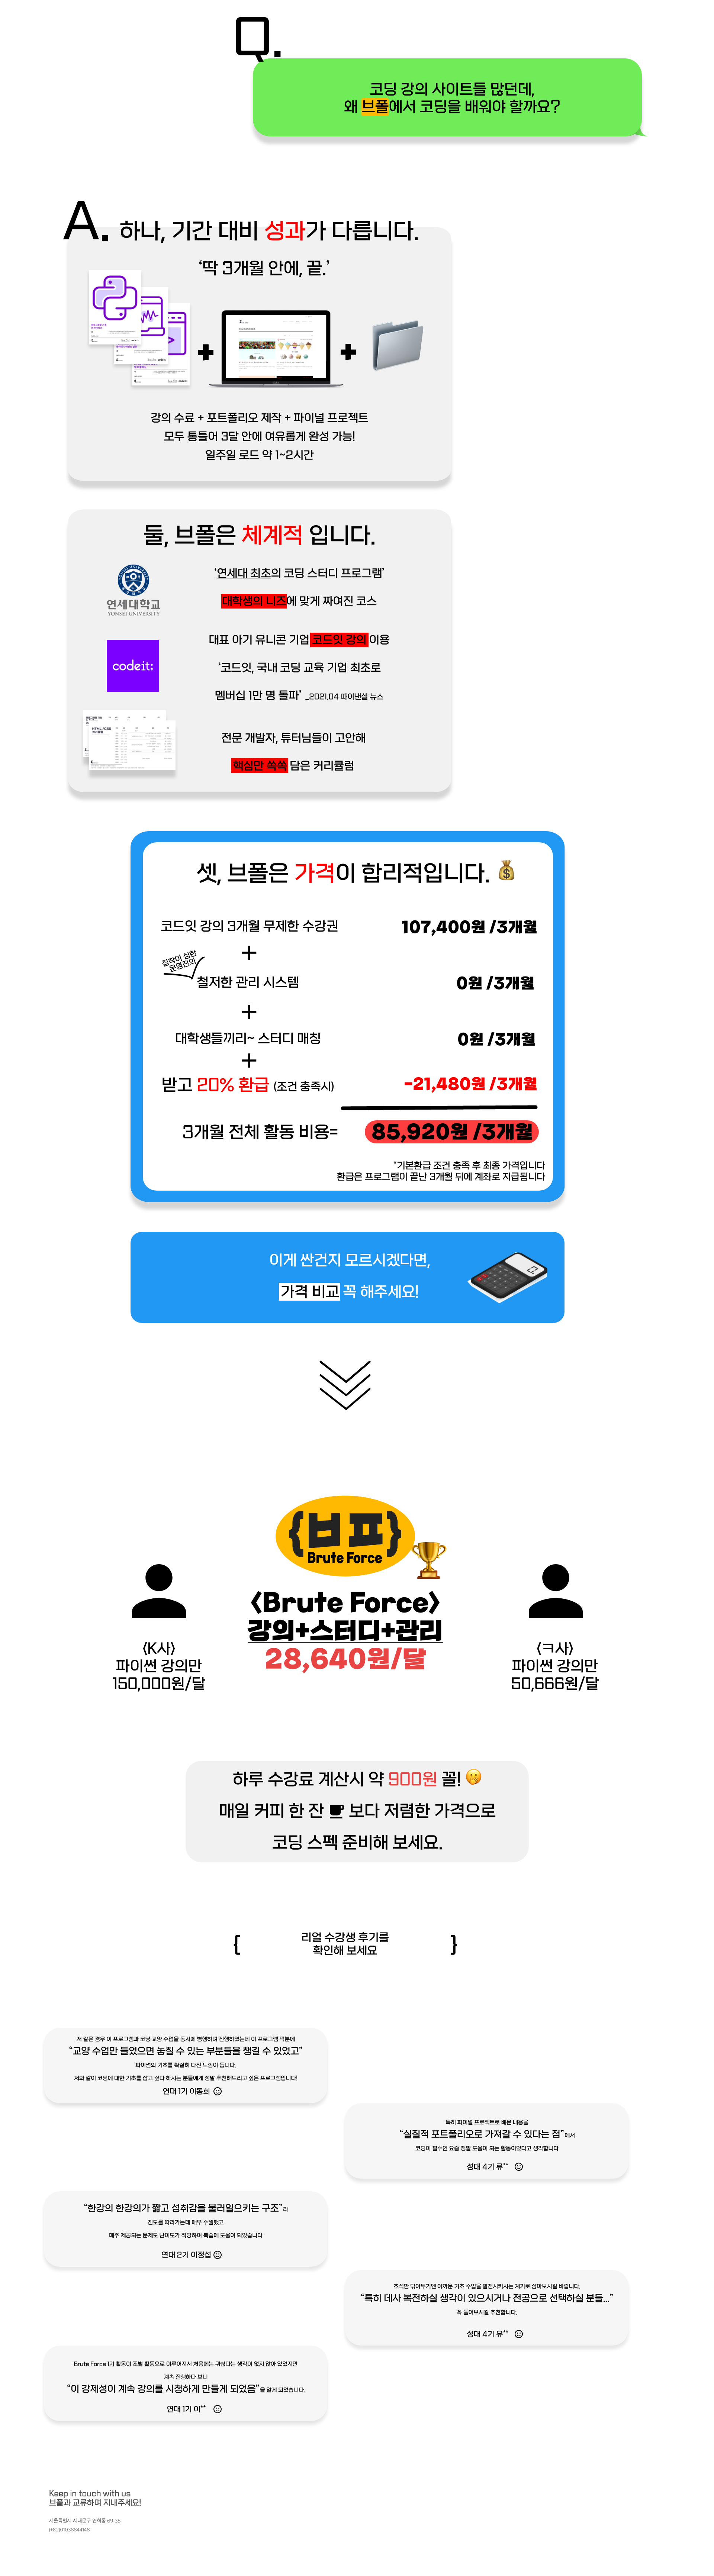 Q.
코딩 강의 사이트들 많던데,
왜 브폴에서 코딩을 배워야 할까요?
A. 하나, 기간 대비 성과가 다릅니다.
‘딱 3개월 안에, 끝.’
강의 수료 + 포트폴리오 제작 + 파이널 프로젝트
모두 통틀어 3달 안에 여유롭게 완성 가능!
일주일 로드 약 1~2시간
둘, 브폴은 체계적 입니다.
연세대학교
YONSEI UNIVERSITY
‘연세대 최초의 코딩 스터디 프로그램’
대학생의 니즈에 맞게 짜여진 코스
codeit:
대표 아기 유니콘 기업 코드잇 강의 이용
‘코드잇, 국내 코딩 교육 기업 최초로
멤버십 1만 명 돌파’ _2021.04 파이낸셜 뉴스
전문 개발자, 튜터님들이 고안해
핵심만 쏙쏙 담은 커리큘럼
셋, 브폴은 가격이 합리적입니다.
코드잇 강의 3개월 무제한 수강권
107,400원 /3개월
+
집착이 심한
운영진의
철저한 관리 시스템
0원 /3개월
+
대학생들끼리~ 스터디 매칭
0원 /3개월
+
받고 20% 환급 (조건 충족시)
-21,480원 /3개월
3개월 전체 활동 비용=
85,920원 /3개월
*기본환급 조건 충족 후 최종 가격입니다
환급은 프로그램이 끝난 3개월 뒤에 계좌로 지급됩니다
이게 싼건지 모르시겠다면,
가격 비교 꼭 해주세요!
{브포}
Brute Force
<Brute Force>
강의+스터디+관리
28,640원/달
<K사>
파이썬 강의만
150,000원/달
<ㅋ사>
파이썬 강의만
50,666원/달
하루 수강료 계산시 약 900원 꼴!
매일 커피 한 잔 보다 저렴한 가격으로
코딩 스펙 준비해 보세요.
{ 리얼 수강생 후기를
확인해 보세요 }
저 같은 경우 이 프로그램과 코딩 교양 수업을 동시에 병행하며 진행하였는데 이 프로그램 덕분에
“교양 수업만 들었으면 놓칠 수 있는 부분들을 챙길 수 있었고”
파이썬의 기초를 확실히 다진 느낌이 듭니다.
저와 같이 코딩에 대한 기초를 잡고 싶다 하시는 분들에게 정말 추천해드리고 싶은 프로그램입니다!
연대 1기 이동희
특히 파이널 프로젝트로 배운 내용을
“실질적 포트폴리오로 가져갈 수 있다는 점”에서
코딩이 필수인 요즘 정말 도움이 되는 활동이었다고 생각합니다
성대 4기 류**
“한강의 한강의가 짧고 성취감을 불러일으키는 구조”라
진도를 따라가는데 매우 수월했고
매주 제공되는 문제도 난이도가 적당하여 복습에 도움이 되었습니다
연대 2기 이정섭
초석만 닦아두기엔 아까운 기초 수업을 발전시키시는 계기로 삼아보시길 바랍니다.
“특히 데사 복전하실 생각이 있으시거나 전공으로 선택하실 분들...”
꼭 들어보시길 추천합니다.
성대 4기 유**
Brute Force 1기 활동이 조별 활동으로 이루어져서 처음에는 귀찮다는 생각이 없지 않아 있었지만
계속 진행하다 보니
“이 강제성이 계속 강의를 시청하게 만들게 되었음”을 알게 되었습니다.
연대 1기 이**
Keep in touch with us
브폴과 교류하며 지내주세요!
서울특별시 서대문구 연희동 69-35
(+82)01038644148